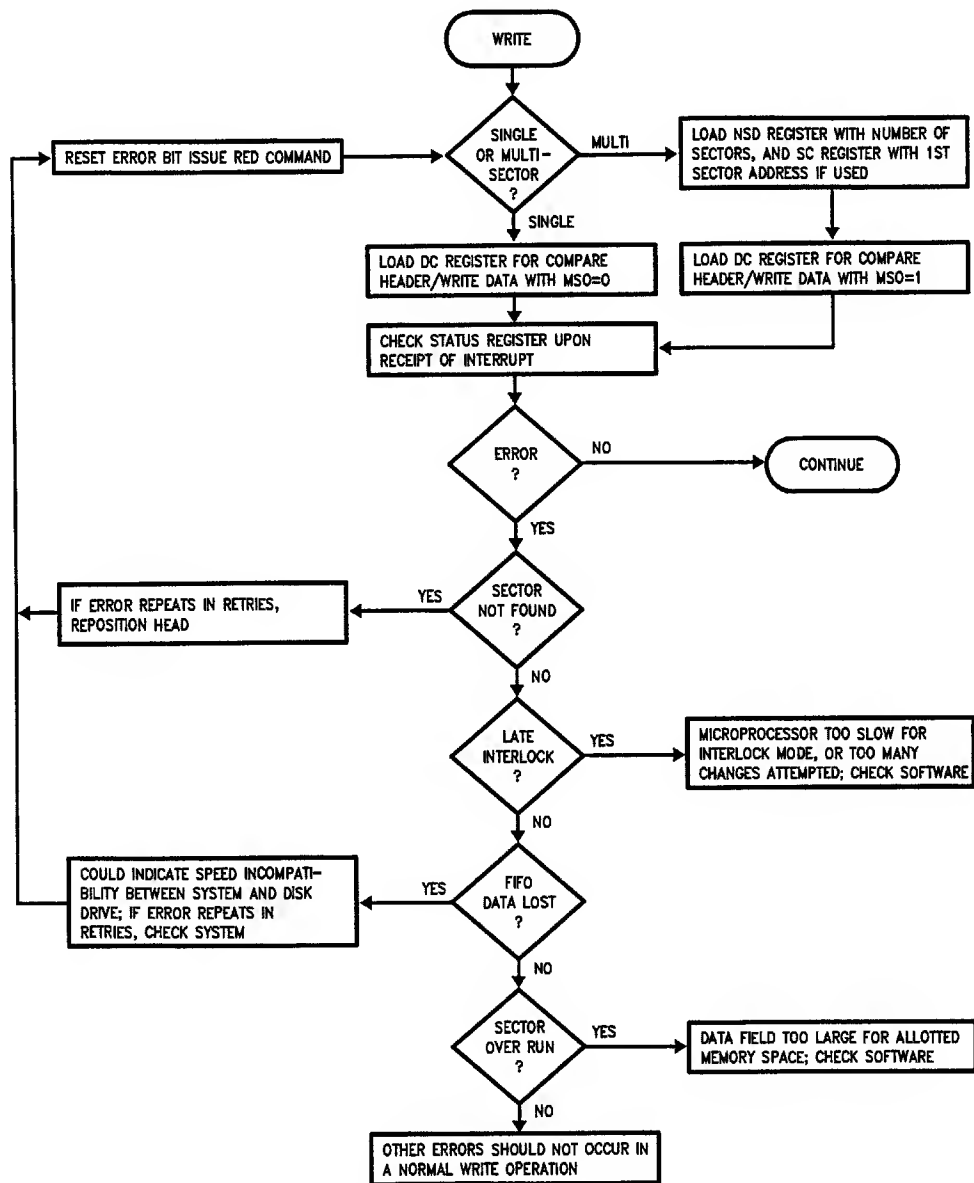 WRITE
SINGLE
OR MULTI-
SECTOR
?
MULTI
SINGLE
RESET ERROR BIT ISSUE RED COMMAND
LOAD NSD REGISTER WITH NUMBER OF
SECTORS, AND SC REGISTER WITH 1ST
SECTOR ADDRESS IF USED
LOAD DC REGISTER FOR COMPARE
HEADER/WRITE DATA WITH MSO=0
LOAD DC REGISTER FOR COMPARE
HEADER/WRITE DATA WITH MSO=1
CHECK STATUS REGISTER UPON
RECEIPT OF INTERRUPT
ERROR
?
NO
CONTINUE
YES
SECTOR
NOT FOUND
?
YES
IF ERROR REPEATS IN RETRIES,
REPOSITION HEAD
NO
LATE
INTERLOCK
?
YES
MICROPROCESSOR TOO SLOW FOR
INTERLOCK MODE, OR TOO MANY
CHANGES ATTEMPTED; CHECK SOFTWARE
NO
FIFO
DATA LOST
?
YES
COULD INDICATE SPEED INCOMPATI-
BILITY BETWEEN SYSTEM AND DISK
DRIVE; IF ERROR REPEATS IN
RETRIES, CHECK SYSTEM
NO
SECTOR
OVER RUN
?
YES
DATA FIELD TOO LARGE FOR ALLOTTED
MEMORY SPACE; CHECK SOFTWARE
NO
OTHER ERRORS SHOULD NOT OCCUR IN
A NORMAL WRITE OPERATION